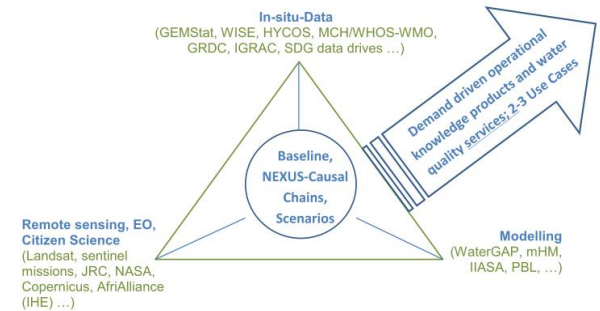 In-situ-Data
(GEMStat, WISE, HYCOS, MCH/WHOS-WMO,
GRDC, IGRAC, SDG data drives …)
Demand driven operational
knowledge products and water
quality services; 2-3 Use Cases
Baseline,
NEXUS-Causal
Chains,
Scenarios
Remote sensing, EO,
Citizen Science
(Landsat, sentinel
missions, JRC, NASA,
Copernicus, AfriAlliance
(IHE) …)
Modelling
(WaterGAP, mHM,
IIASA, PBL, …)